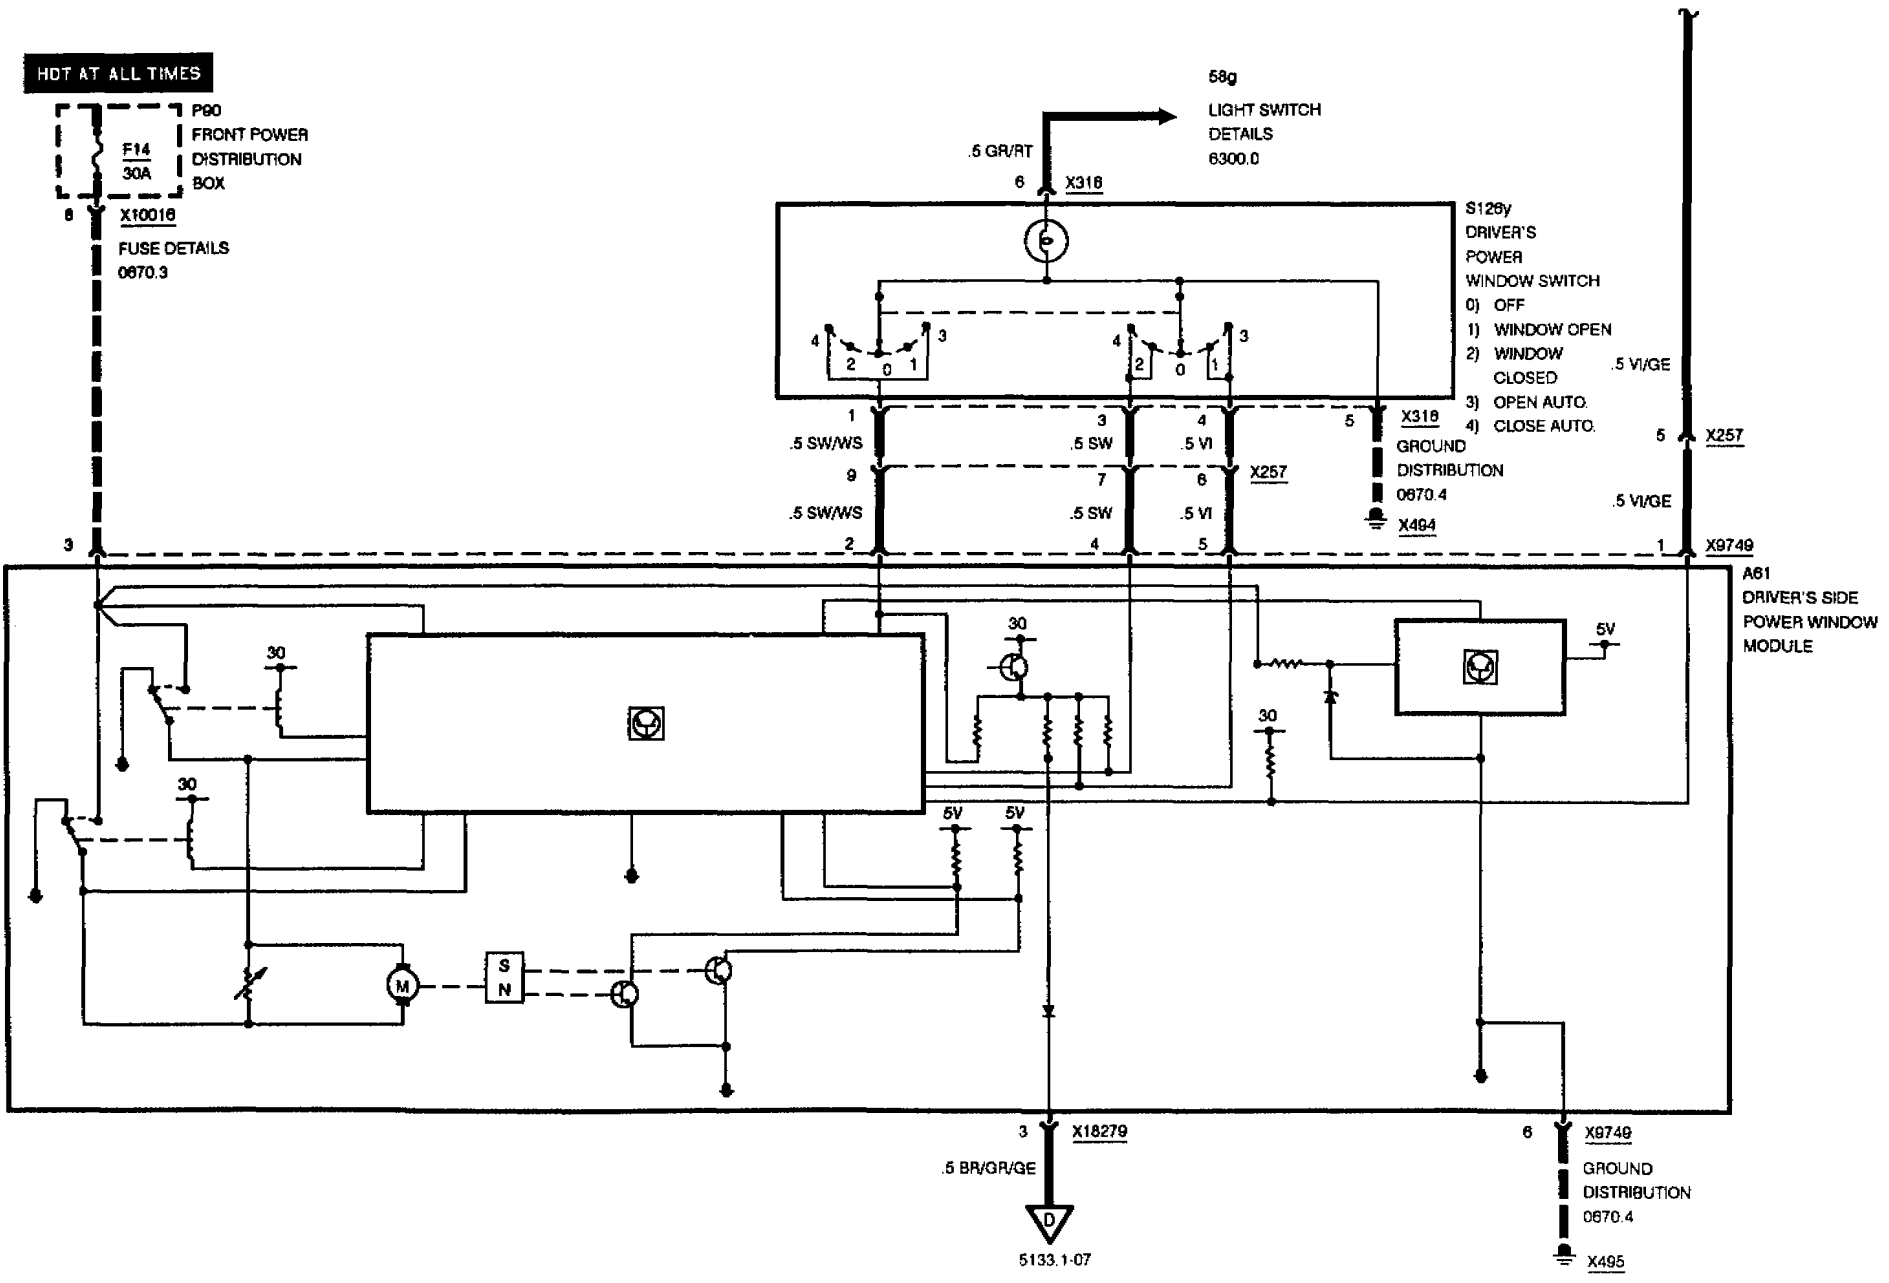 HOT AT ALL TIMES
P90
FRONT POWER
DISTRIBUTION
BOX
F14
30A
6 X10016
FUSE DETAILS
0670.3
58g
LIGHT SWITCH
DETAILS
6300.0
.5 GR/RT
6 X318
S126y
DRIVER'S
POWER
WINDOW SWITCH
0) OFF
1) WINDOW OPEN
2) WINDOW
CLOSED
3) OPEN AUTO.
4) CLOSE AUTO.
4 2 0 1 3
4 2 0 1 3
1 3 4 5 X318
.5 SW/WS .5 SW .5 VI
GROUND
DISTRIBUTION
0670.4
X494
9 7 6 X257
.5 SW/WS .5 SW .5 VI
.5 VI/GE
5 X257
.5 VI/GE
3 2 4 5 1 X9749
A61
DRIVER'S SIDE
POWER WINDOW
MODULE
30
30
30
30
5V
5V 5V
S
N
M
3 X18279
.5 BR/GR/GE
D
5133.1-07
6 X9749
GROUND
DISTRIBUTION
0670.4
X495